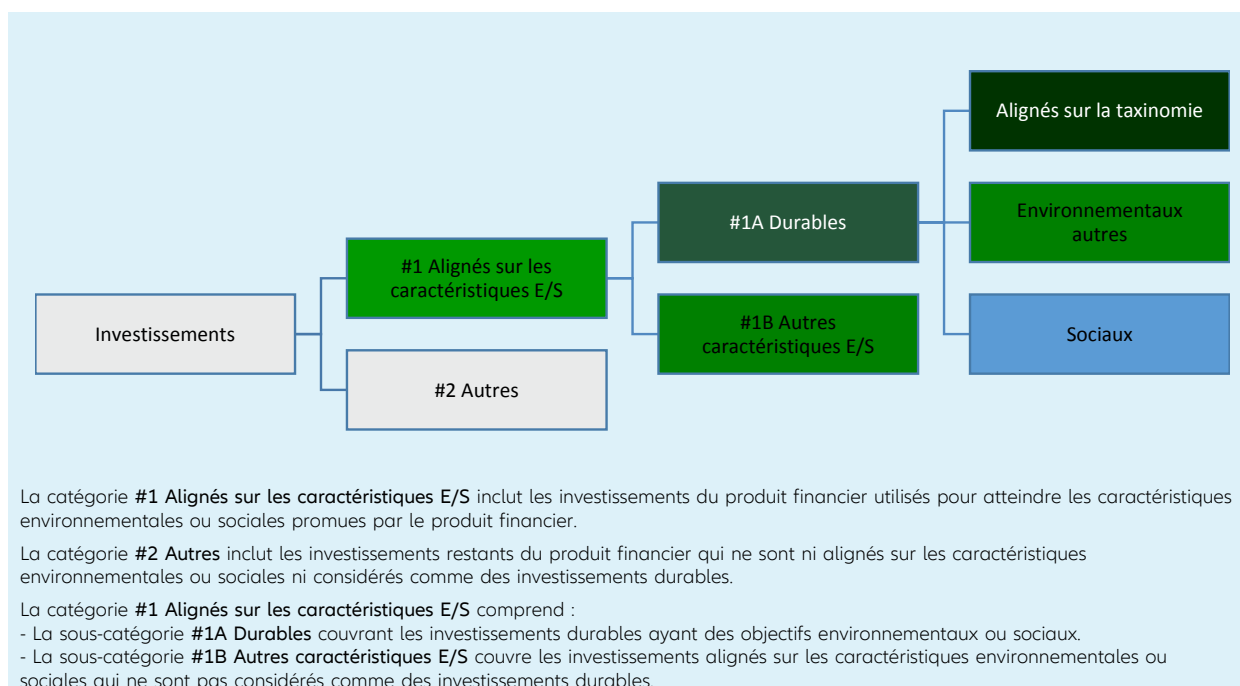 Alignés sur la taxinomie
#1A Durables
Environnementaux
autres
#1 Alignés sur les
caractéristiques E/S
Investissements
#1B Autres
caractéristiques E/S
Sociaux
#2 Autres
La catégorie #1 Alignés sur les caractéristiques E/S inclut les investissements du produit financier utilisés pour atteindre les caractéristiques
environnementales ou sociales promues par le produit financier.
La catégorie #2 Autres inclut les investissements restants du produit financier qui ne sont ni alignés sur les caractéristiques
environnementales ou sociales ni considérés comme des investissements durables.
La catégorie #1 Alignés sur les caractéristiques E/S comprend :
- La sous-catégorie #1A Durables couvrant les investissements durables ayant des objectifs environnementaux ou sociaux.
- La sous-catégorie #1B Autres caractéristiques E/S couvre les investissements alignés sur les caractéristiques environnementales ou
sociales qui ne sont pas considérés comme des investissements durables.